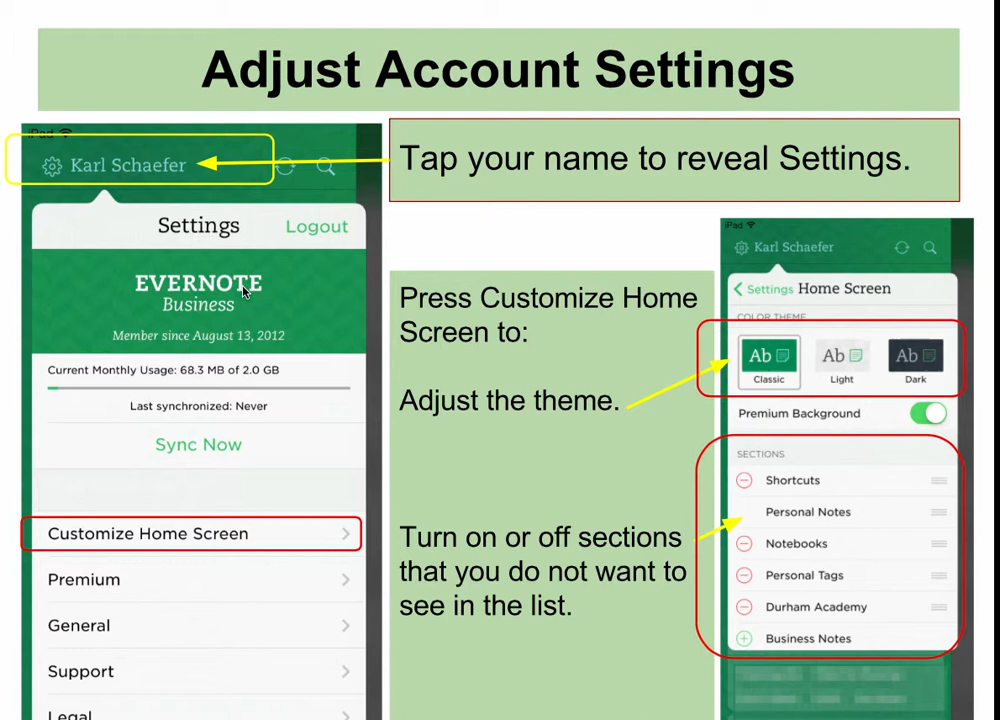 Adjust Account Settings
iPad
Karl Schaefer
Tap your name to reveal Settings.
Settings Logout
EVERNOTE
Business
Member since August 13, 2012
Current Monthly Usage: 68.3 MB of 2.0 GB
Last synchronized: Never
Sync Now
Customize Home Screen
Premium
General
Support
Legal
Press Customize Home
Screen to:
Adjust the theme.
Turn on or off sections
that you do not want to
see in the list.
iPad
Karl Schaefer
Settings Home Screen
COLOR THEME
Ab Ab Ab
Classic Light Dark
Premium Background
SECTIONS
Shortcuts
Personal Notes
Notebooks
Personal Tags
Durham Academy
Business Notes